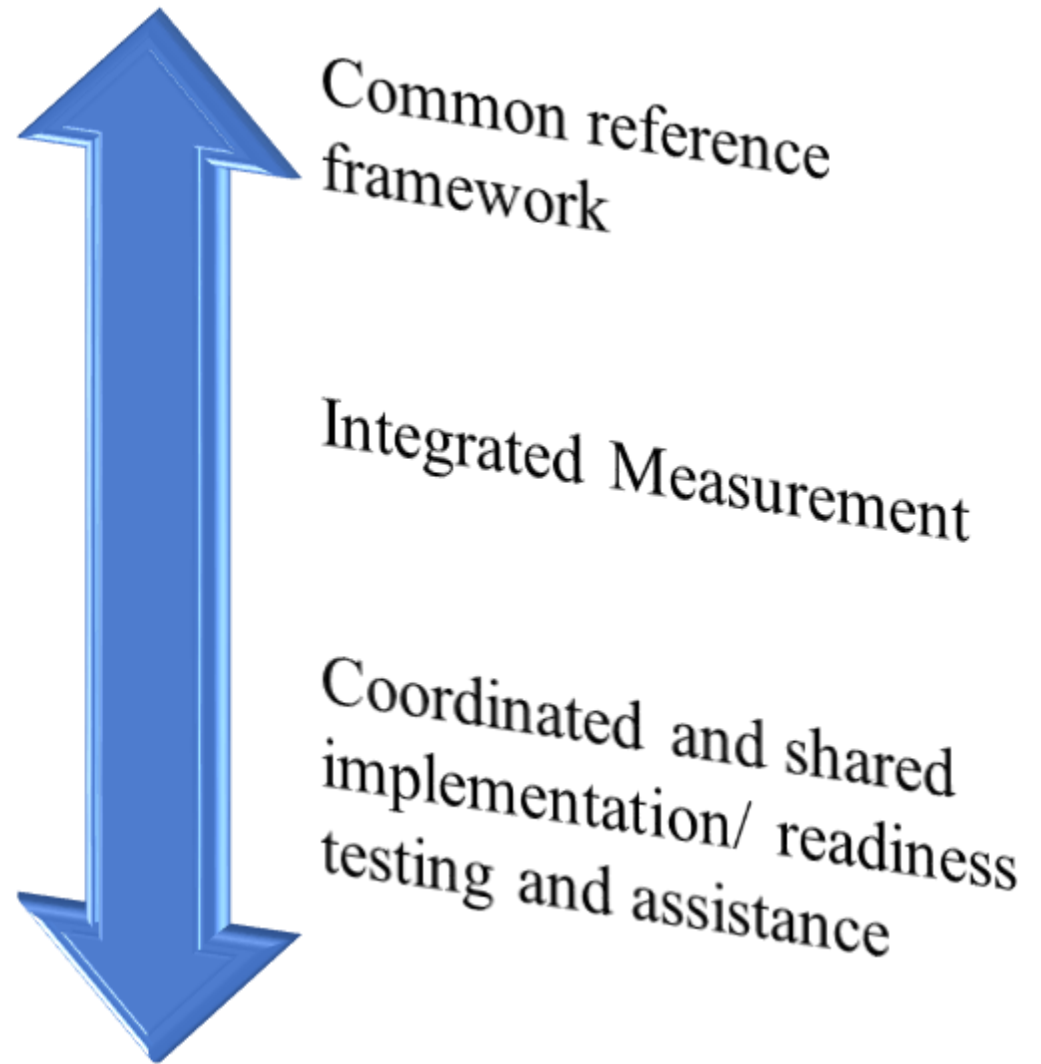 Common reference
framework
Integrated Measurement
Coordinated and shared
implementation/ readiness
testing and assistance